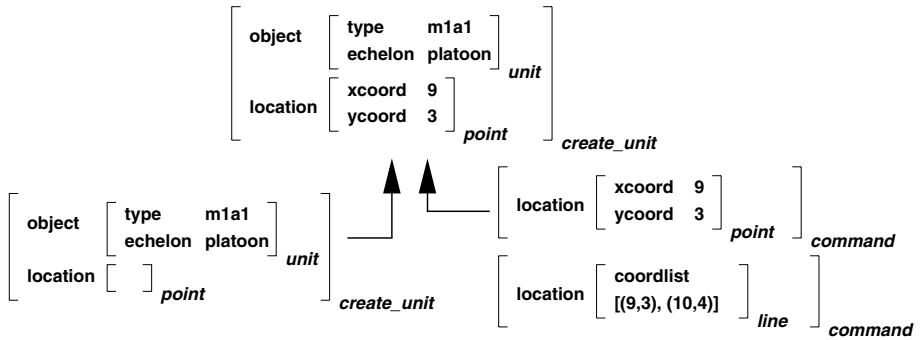 object type m1a1
echelon platoon
unit
location xcoord 9
ycoord 3
point
create_unit
object type m1a1
echelon platoon
unit
location
point
create_unit
location xcoord 9
ycoord 3
point
command
location coordlist
[(9,3), (10,4)]
line
command